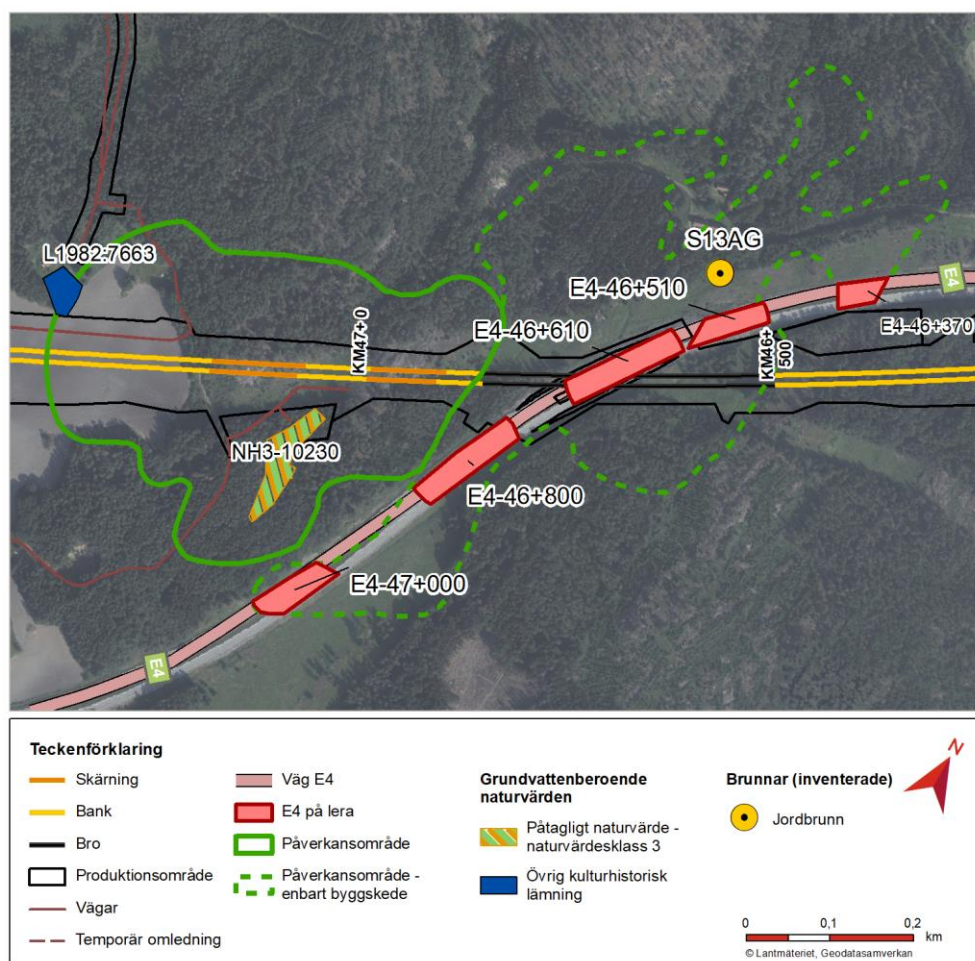 L1982:7663
S13AG
E4-46+510
E4
E4-46+610
E4-46+370
KM47+0
KM46+
500
NH3-10230
E4-46+800
E4-47+000
E4
Teckenförklaring
Skärning
Bank
Bro
Produktionsområde
Vägar
Temporär omledning
Väg E4
E4 på lera
Påverkansområde
Påverkansområde -
enbart byggskede
Grundvattenberoende
naturvärden
Påtagligt naturvärde -
naturvärdesklass 3
Övrig kulturhistorisk
lämning
Brunnar (inventerade)
Jordbrunn
N
0 0,1 0,2
km
© Lantmäteriet, Geodatasamverkan